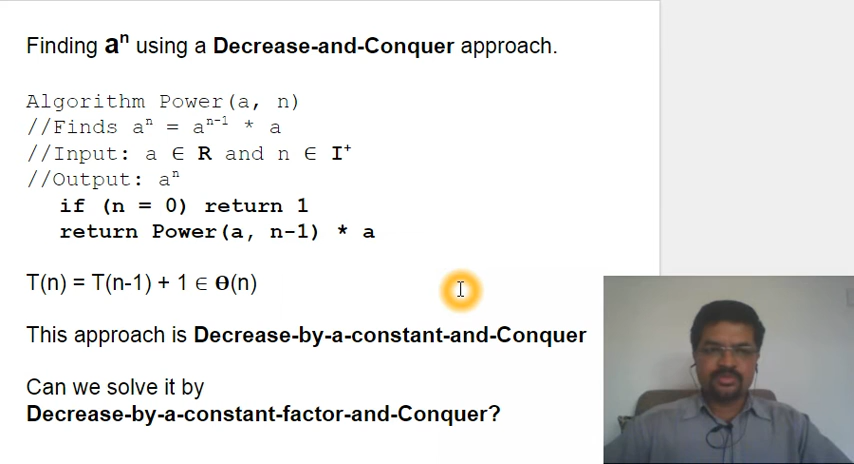 Finding aⁿ using a Decrease-and-Conquer approach.
Algorithm Power(a, n)
//Finds aⁿ = aⁿ⁻¹ * a
//Input: a ∈ R and n ∈ I⁺
//Output: aⁿ
if (n = 0) return 1
return Power(a, n-1) * a
T(n) = T(n-1) + 1 ∈ Θ(n)
This approach is Decrease-by-a-constant-and-Conquer
Can we solve it by
Decrease-by-a-constant-factor-and-Conquer?